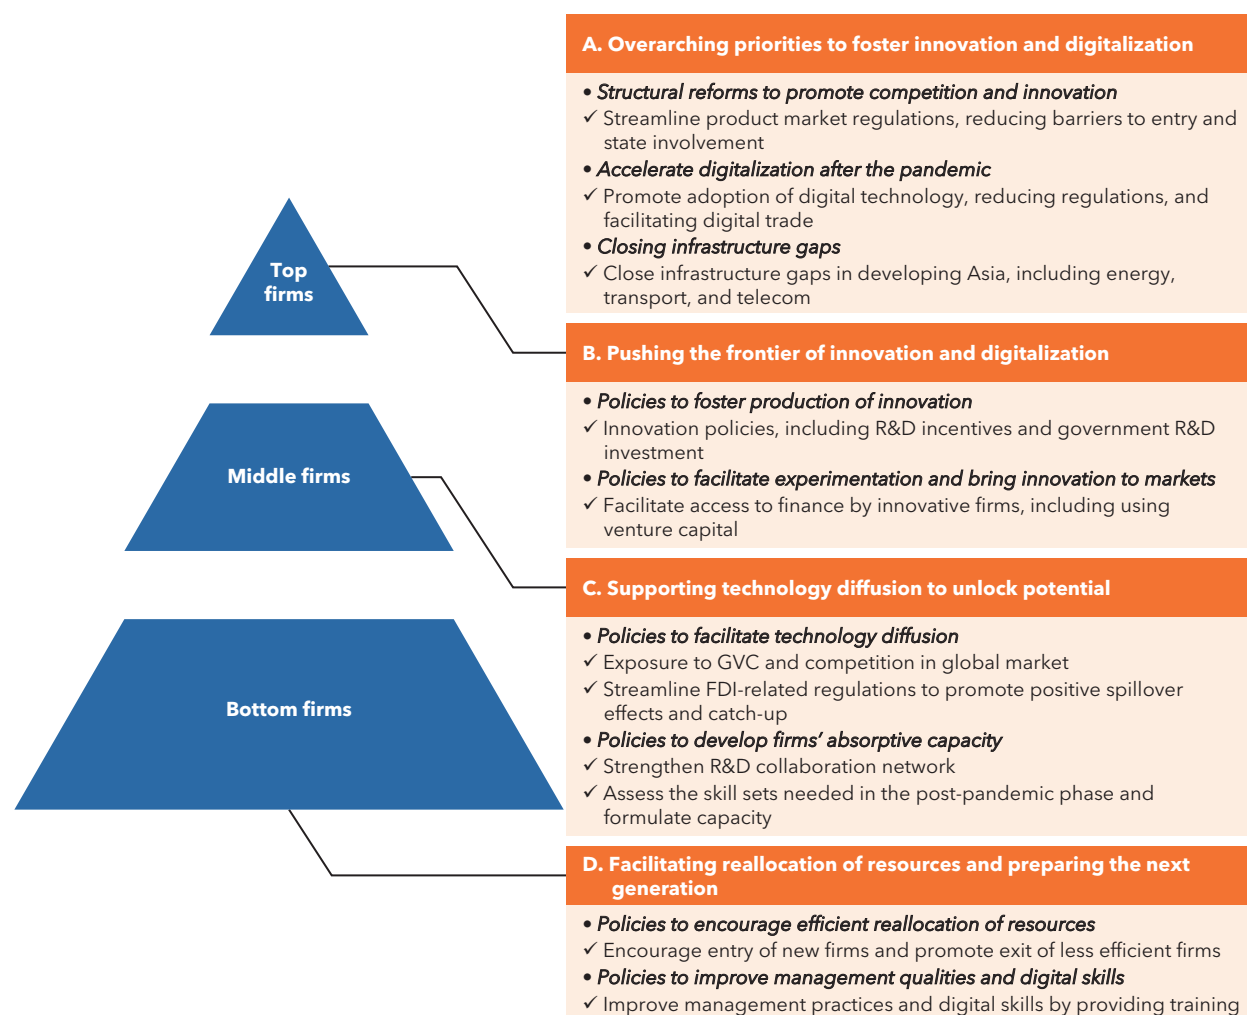 Top
firms
Middle firms
Bottom firms
A. Overarching priorities to foster innovation and digitalization
• Structural reforms to promote competition and innovation
✓ Streamline product market regulations, reducing barriers to entry and
state involvement
• Accelerate digitalization after the pandemic
✓ Promote adoption of digital technology, reducing regulations, and
facilitating digital trade
• Closing infrastructure gaps
✓ Close infrastructure gaps in developing Asia, including energy,
transport, and telecom
B. Pushing the frontier of innovation and digitalization
• Policies to foster production of innovation
✓ Innovation policies, including R&D incentives and government R&D
investment
• Policies to facilitate experimentation and bring innovation to markets
✓ Facilitate access to finance by innovative firms, including using
venture capital
C. Supporting technology diffusion to unlock potential
• Policies to facilitate technology diffusion
✓ Exposure to GVC and competition in global market
✓ Streamline FDI-related regulations to promote positive spillover
effects and catch-up
• Policies to develop firms’ absorptive capacity
✓ Strengthen R&D collaboration network
✓ Assess the skill sets needed in the post-pandemic phase and
formulate capacity
D. Facilitating reallocation of resources and preparing the next
generation
• Policies to encourage efficient reallocation of resources
✓ Encourage entry of new firms and promote exit of less efficient firms
• Policies to improve management qualities and digital skills
✓ Improve management practices and digital skills by providing training